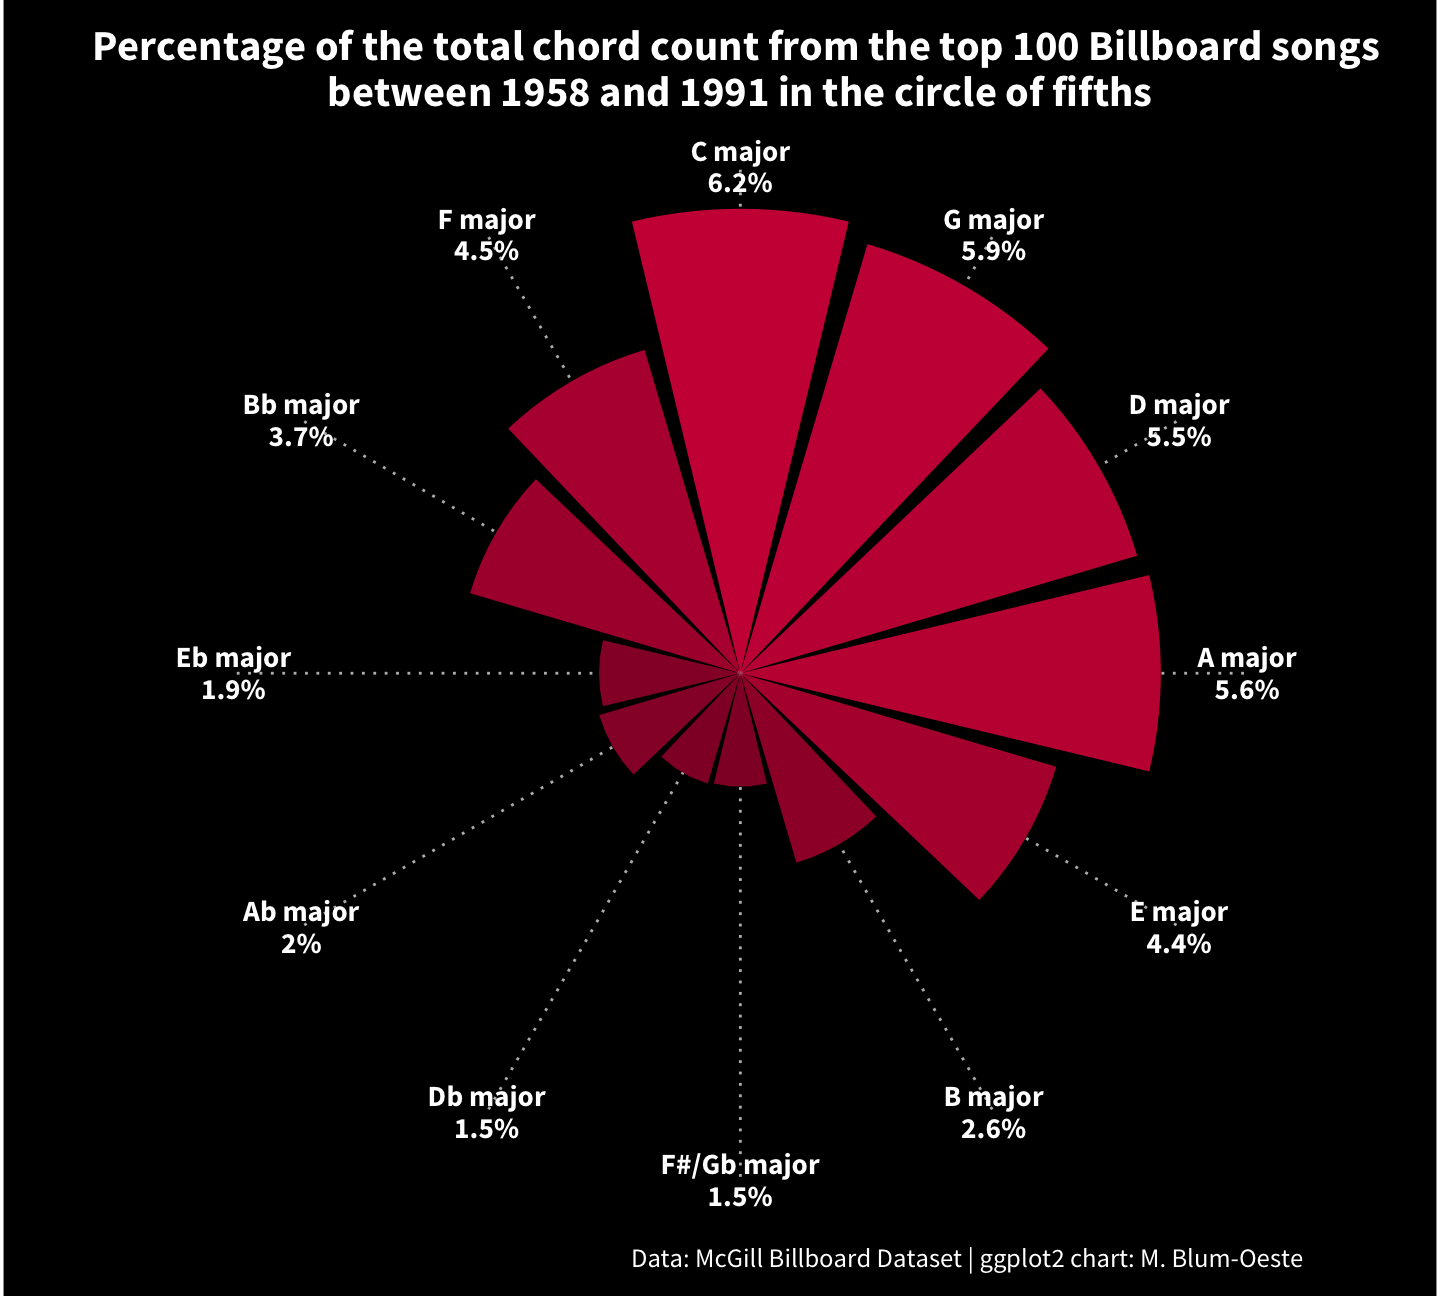 Percentage of the total chord count from the top 100 Billboard songs
between 1958 and 1991 in the circle of fifths
C major
6.2%
G major
5.9%
D major
5.5%
A major
5.6%
E major
4.4%
B major
2.6%
F#/Gb major
1.5%
Db major
1.5%
Ab major
2%
Eb major
1.9%
Bb major
3.7%
F major
4.5%
Data: McGill Billboard Dataset | ggplot2 chart: M. Blum-Oeste